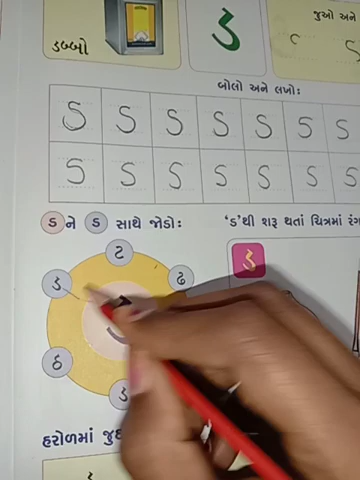 જુઓ અને
ડબ્બો
ડ
બોલો અને લખો:
ડ ડ ડ ડ ડ ડ ડ
ડ ડ ડ ડ ડ ડ ડ
ડ ને ડ સાથે જોડો:
'ડ'થી શરૂ થતાં ચિત્રમાં રંગ
ટ
ડ
ઢ
ડ
ઠ
ડ
હરોળમાં